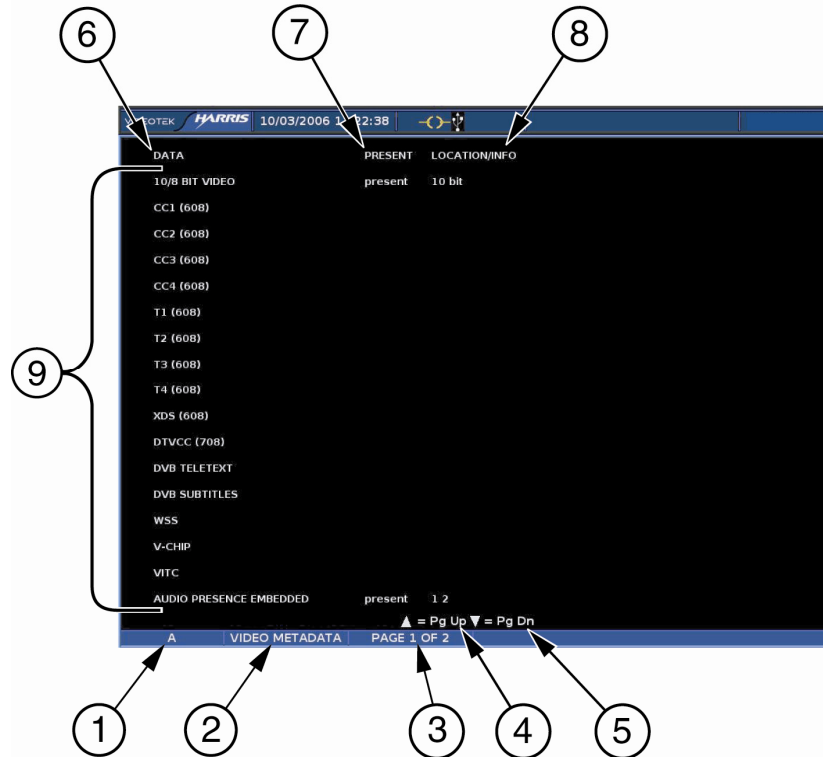 6 7 8
HARRIS 10/03/2006 22:38
DATA PRESENT LOCATION/INFO
10/8 BIT VIDEO present 10 bit
CC1 (608)
CC2 (608)
CC3 (608)
CC4 (608)
T1 (608)
T2 (608)
T3 (608)
T4 (608)
9
XDS (608)
DTVCC (708)
DVB TELETEXT
DVB SUBTITLES
WSS
V-CHIP
VITC
AUDIO PRESENCE EMBEDDED present 1 2
▲ = Pg Up ▼ = Pg Dn
A VIDEO METADATA PAGE 1 OF 2
1 2 3 4 5